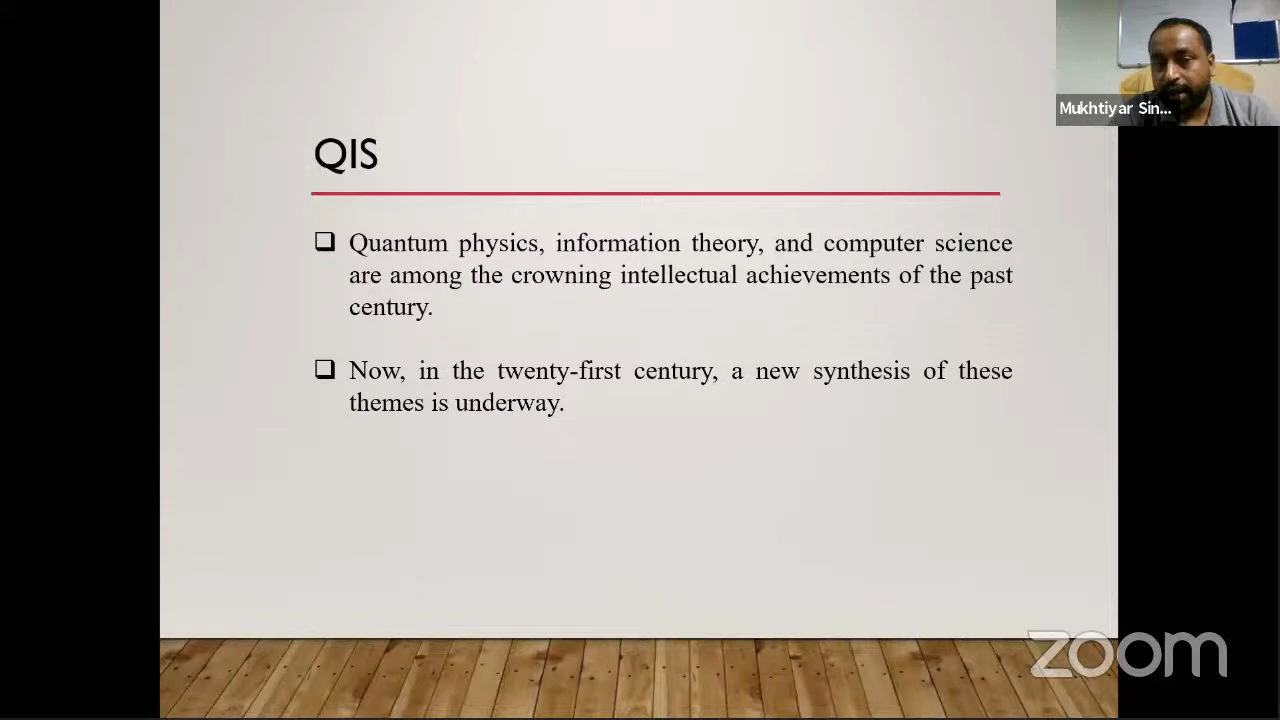 Mukhtiyar Sin...
QIS
❑ Quantum physics, information theory, and computer science
are among the crowning intellectual achievements of the past
century.
❑ Now, in the twenty-first century, a new synthesis of these
themes is underway.
zoom